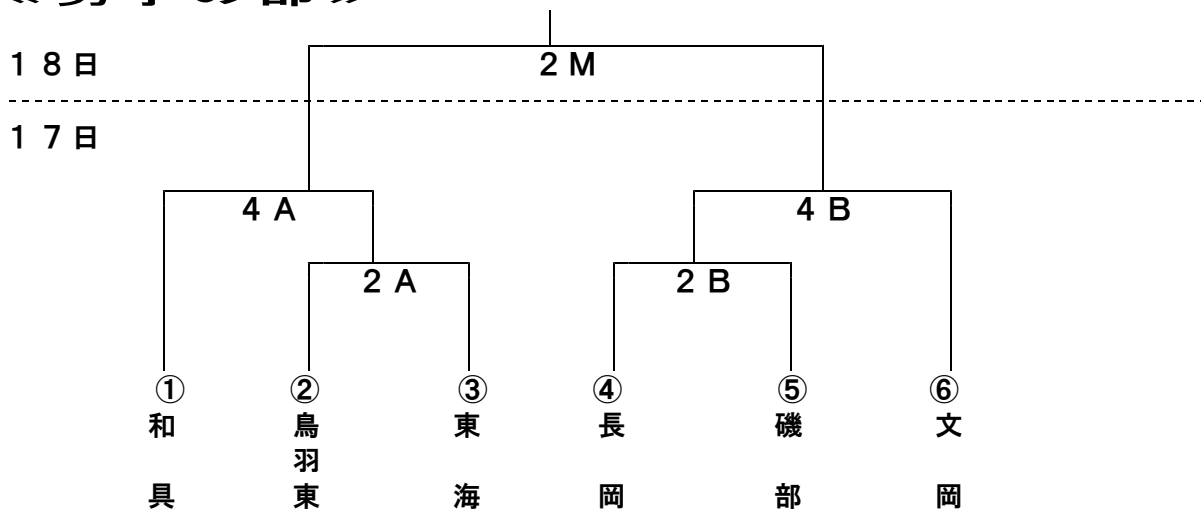 １８日
２Ｍ
１７日
４Ａ
４Ｂ
２Ａ
２Ｂ
①
②
③
④
⑤
⑥
和具
鳥羽東
東海
長岡
磯部
文岡